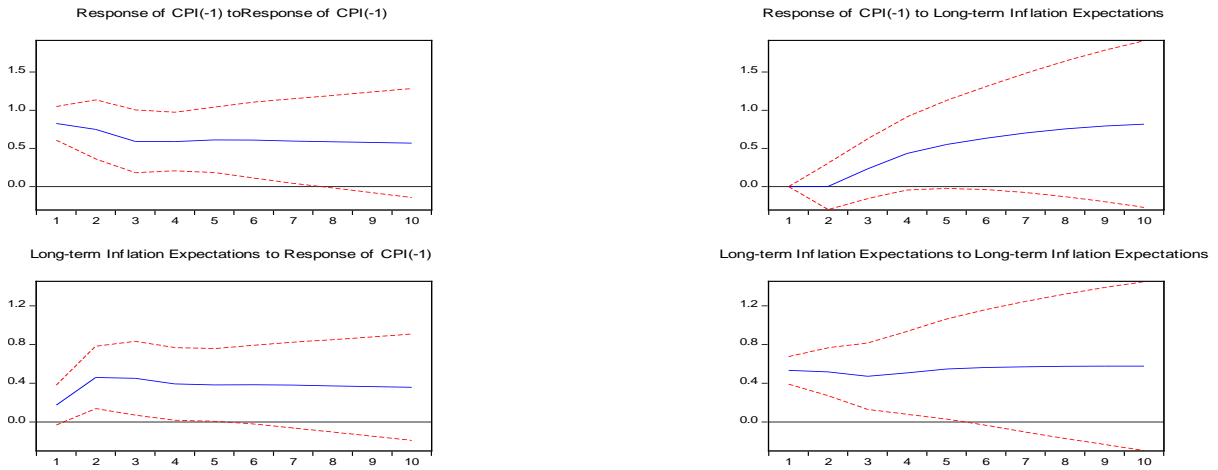 Response of CPI(-1) toResponse of CPI(-1)
1.5
1.0
0.5
0.0
1 2 3 4 5 6 7 8 9 10
Response of CPI(-1) to Long-term Inflation Expectations
1.5
1.0
0.5
0.0
1 2 3 4 5 6 7 8 9 10
Long-term Inflation Expectations to Response of CPI(-1)
1.2
0.8
0.4
0.0
1 2 3 4 5 6 7 8 9 10
Long-term Inflation Expectations to Long-term Inflation Expectations
1.2
0.8
0.4
0.0
1 2 3 4 5 6 7 8 9 10